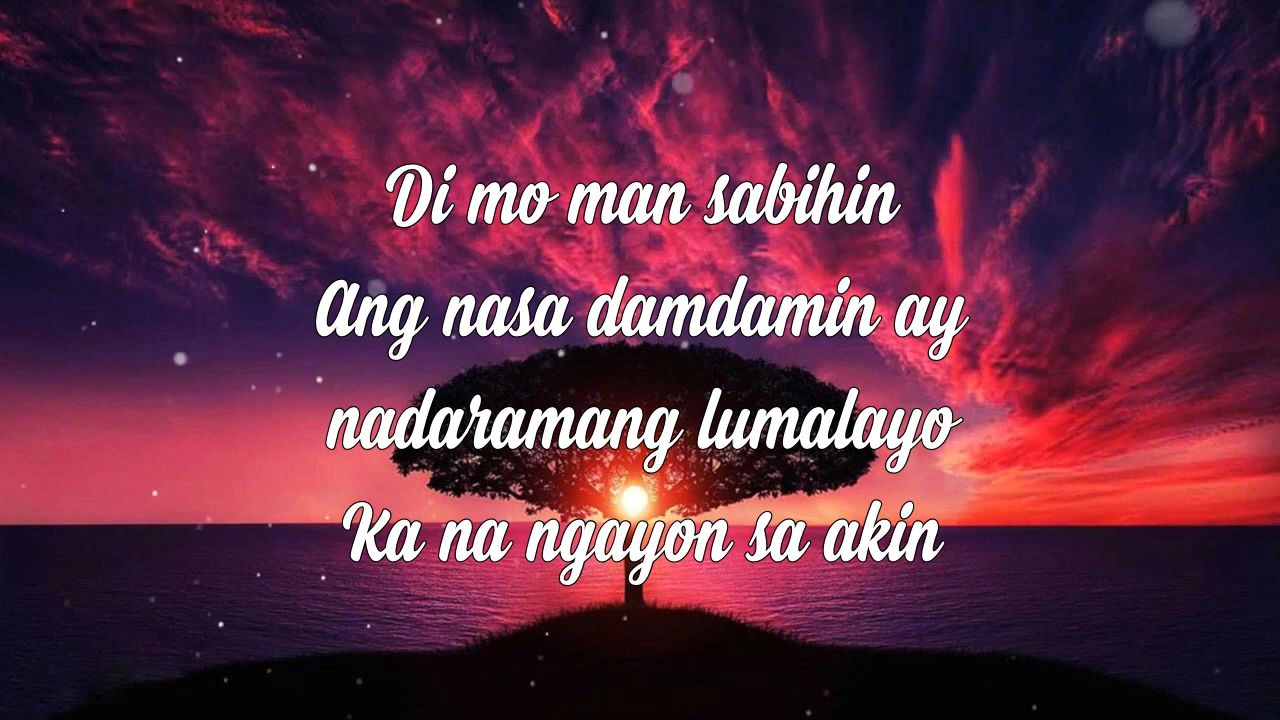 Di mo man sabihin
Ang nasa damdamin ay
nadaramang lumalayo
Ka na ngayon sa akin